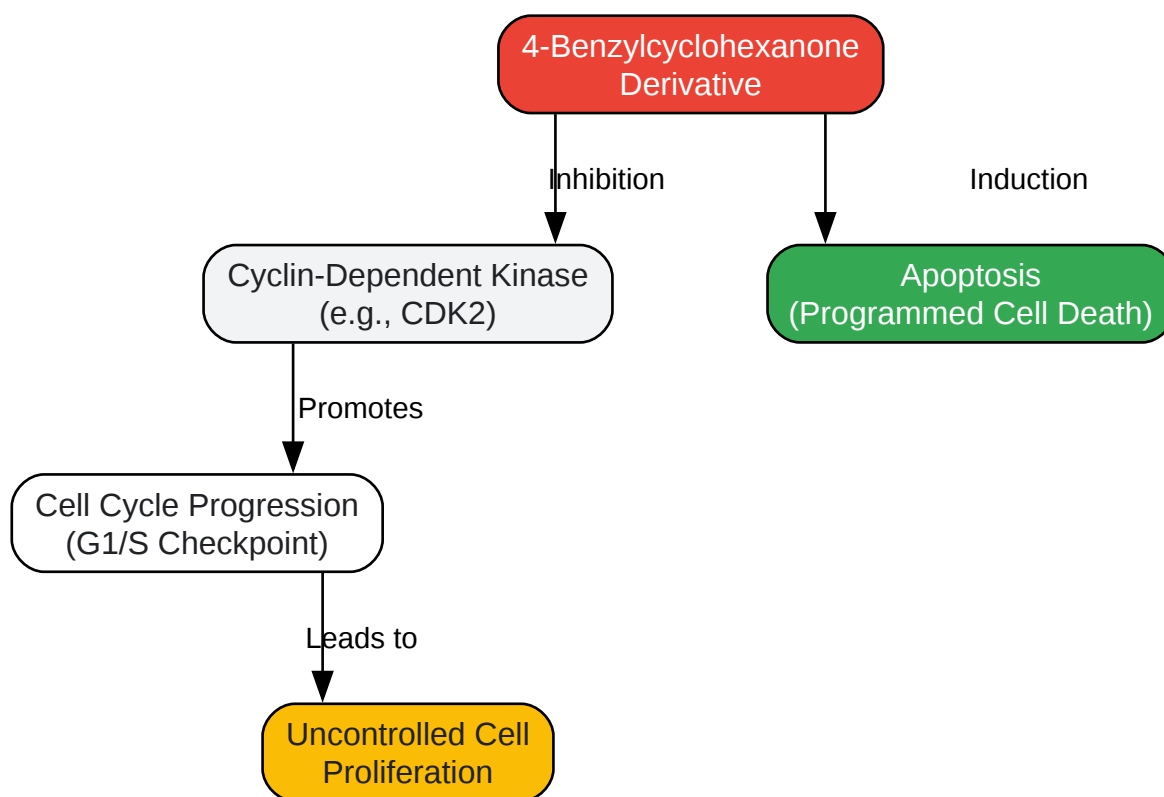 4-Benzylcyclohexanone
Derivative
Inhibition
Induction
Cyclin-Dependent Kinase
(e.g., CDK2)
Apoptosis
(Programmed Cell Death)
Promotes
Cell Cycle Progression
(G1/S Checkpoint)
Leads to
Uncontrolled Cell
Proliferation